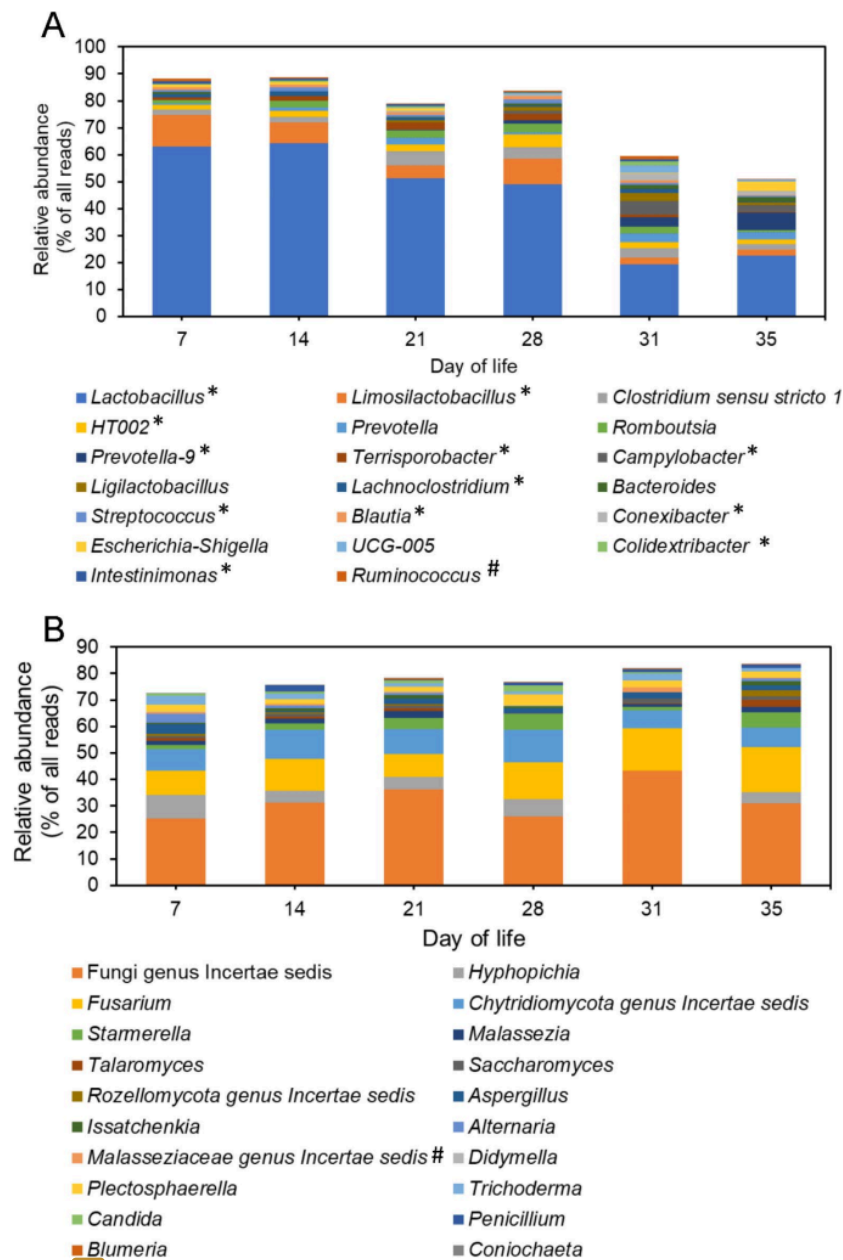 A
Relative abundance
(% of all reads)
100
90
80
70
60
50
40
30
20
10
0
7 14 21 28 31 35
Day of life
Lactobacillus * Limosilactobacillus * Clostridium sensu stricto 1
HT002 * Prevotella Romboutsia
Prevotella-9 * Terrisporobacter * Campylobacter *
Ligilactobacillus Lachnoclostridium * Bacteroides
Streptococcus * Blautia * Conexibacter *
Escherichia-Shigella UCG-005 Colidextribacter *
Intestinimonas * Ruminococcus #
B
Relative abundance
(% of all reads)
90
80
70
60
50
40
30
20
10
0
7 14 21 28 31 35
Day of life
Fungi genus Incertae sedis Hyphopichia
Fusarium Chytridiomycota genus Incertae sedis
Starmerella Malassezia
Talaromyces Saccharomyces
Rozellomycota genus Incertae sedis Aspergillus
Issatchenkia Alternaria
Malasseziaceae genus Incertae sedis # Didymella
Plectosphaerella Trichoderma
Candida Penicillium
Blumeria Coniochaeta